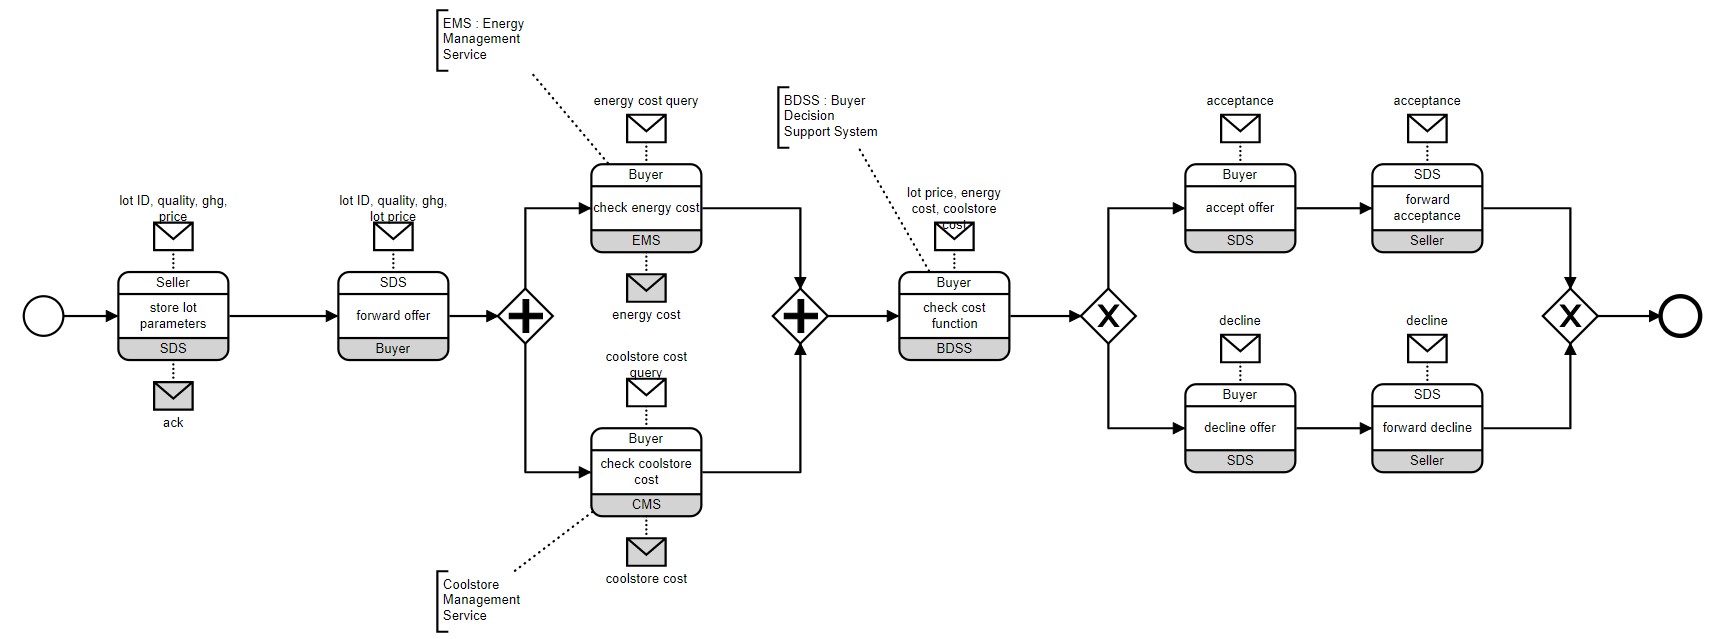 EMS : Energy
Management
Service
energy cost query
Buyer
check energy cost
EMS
energy cost
lot ID, quality, ghg,
price
Seller
store lot
parameters
SDS
ack
lot ID, quality, ghg,
lot price
SDS
forward offer
Buyer
coolstore cost
query
Buyer
check coolstore
cost
CMS
coolstore cost
Coolstore
Management
Service
BDSS : Buyer
Decision
Support System
lot price, energy
cost, coolstore
cost
Buyer
check cost
function
BDSS
X
acceptance
Buyer
accept offer
SDS
acceptance
SDS
forward
acceptance
Seller
decline
Buyer
decline offer
SDS
decline
SDS
forward decline
Seller
X